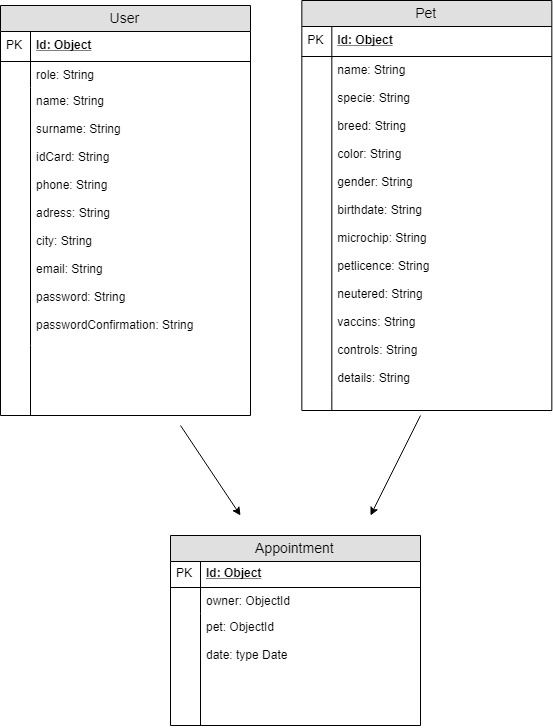 User
PK Id: Object
role: String
name: String
surname: String
idCard: String
phone: String
adress: String
city: String
email: String
password: String
passwordConfirmation: String
Pet
PK Id: Object
name: String
specie: String
breed: String
color: String
gender: String
birthdate: String
microchip: String
petlicence: String
neutered: String
vaccins: String
controls: String
details: String
Appointment
PK Id: Object
owner: ObjectId
pet: ObjectId
date: type Date